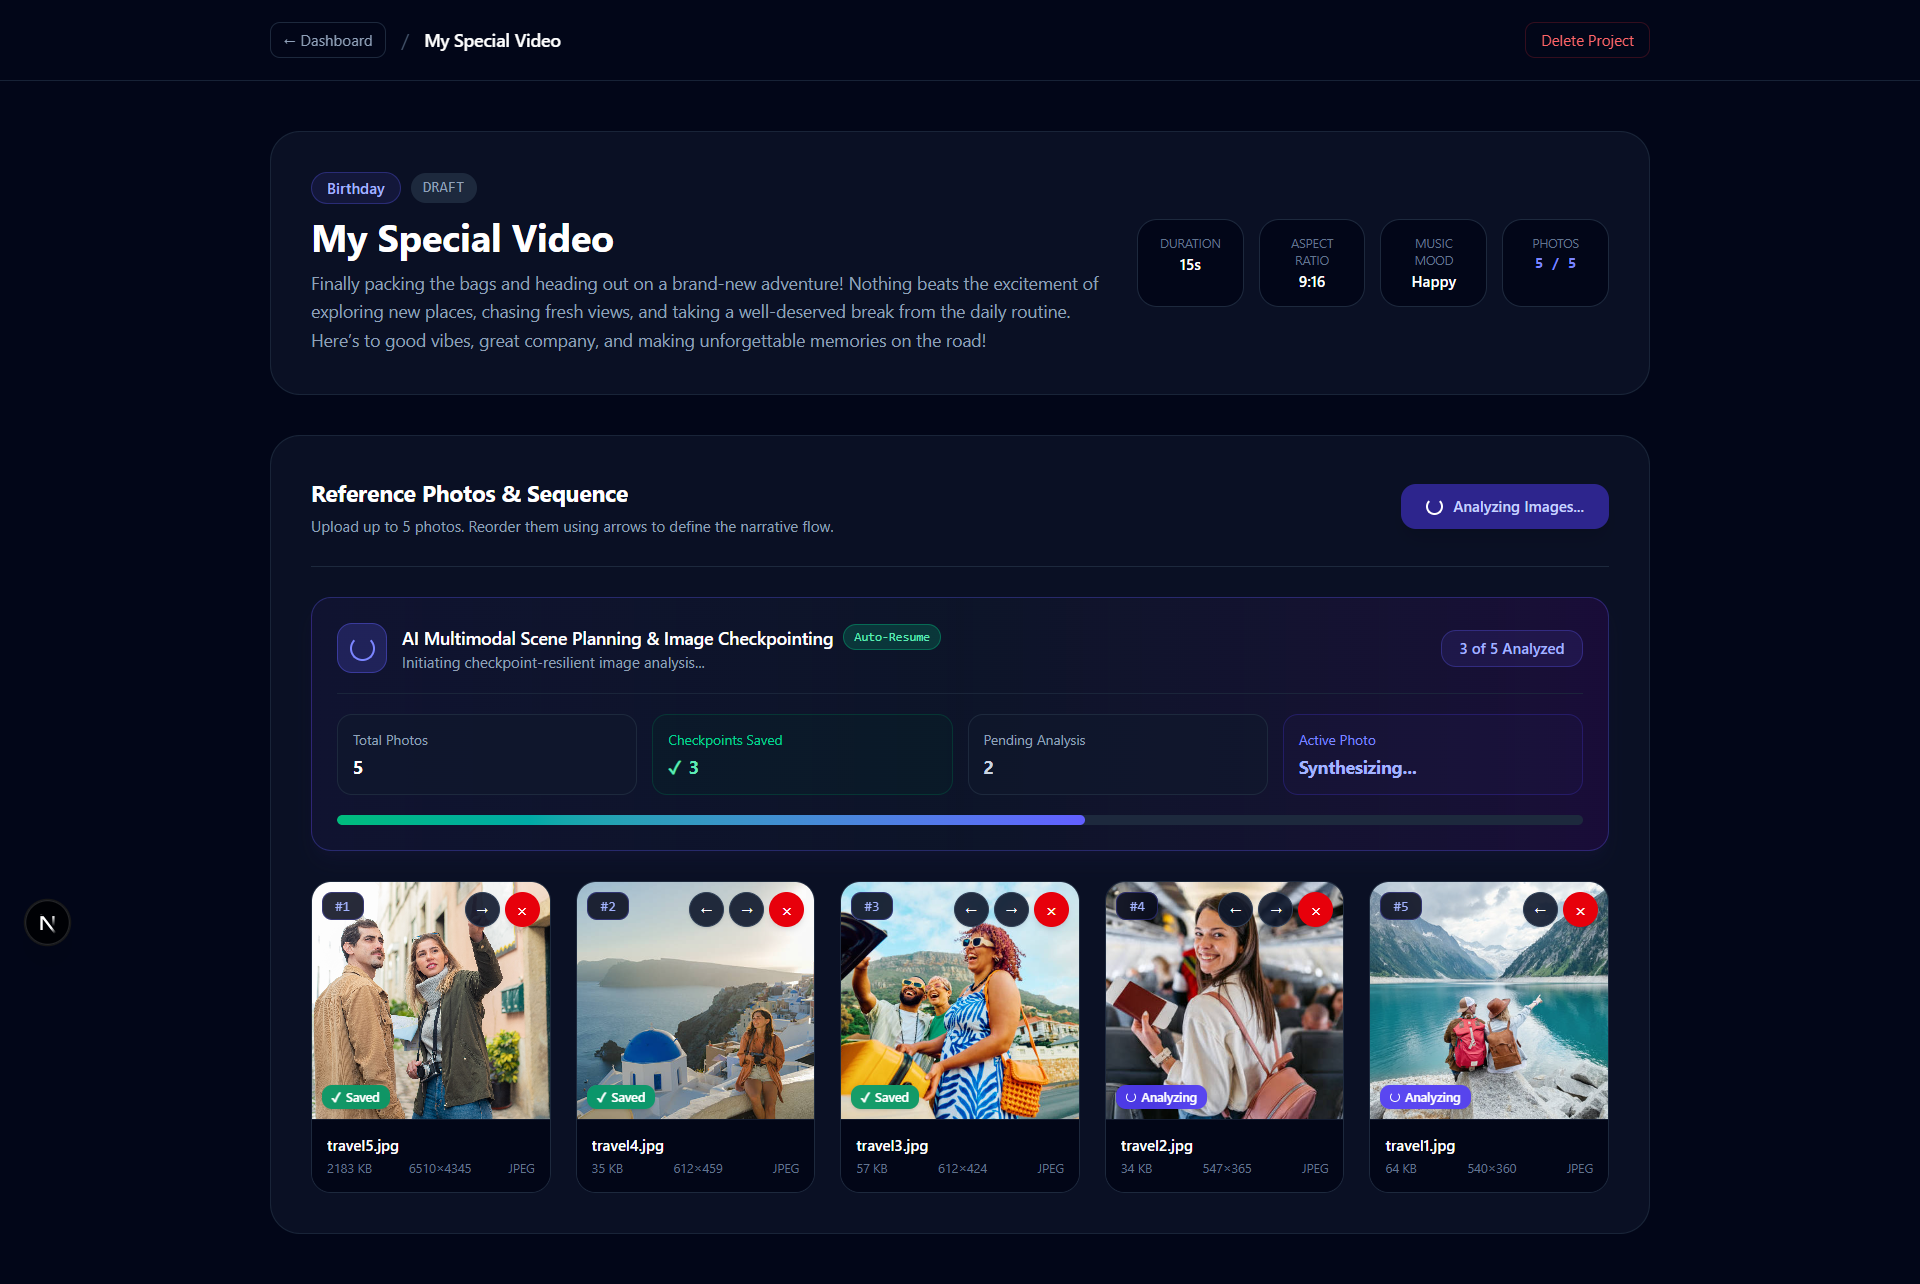 ← Dashboard / My Special Video
Delete Project
Birthday
DRAFT
My Special Video
Finally packing the bags and heading out on a brand-new adventure! Nothing beats the excitement of
exploring new places, chasing fresh views, and taking a well-deserved break from the daily routine.
Here’s to good vibes, great company, and making unforgettable memories on the road!
DURATION
15s
ASPECT
RATIO
9:16
MUSIC
MOOD
Happy
PHOTOS
5 / 5
Reference Photos & Sequence
Upload up to 5 photos. Reorder them using arrows to define the narrative flow.
Analyzing Images...
AI Multimodal Scene Planning & Image Checkpointing
Auto-Resume
Initiating checkpoint-resilient image analysis...
3 of 5 Analyzed
Total Photos
5
Checkpoints Saved
✓ 3
Pending Analysis
2
Active Photo
Synthesizing...
N
#1
→
×
✓ Saved
travel5.jpg
2183 KB
6510×4345
JPEG
#2
←
→
×
✓ Saved
travel4.jpg
35 KB
612×459
JPEG
#3
←
→
×
✓ Saved
travel3.jpg
57 KB
612×424
JPEG
#4
←
→
×
Analyzing
travel2.jpg
34 KB
547×365
JPEG
#5
←
×
Analyzing
travel1.jpg
64 KB
540×360
JPEG